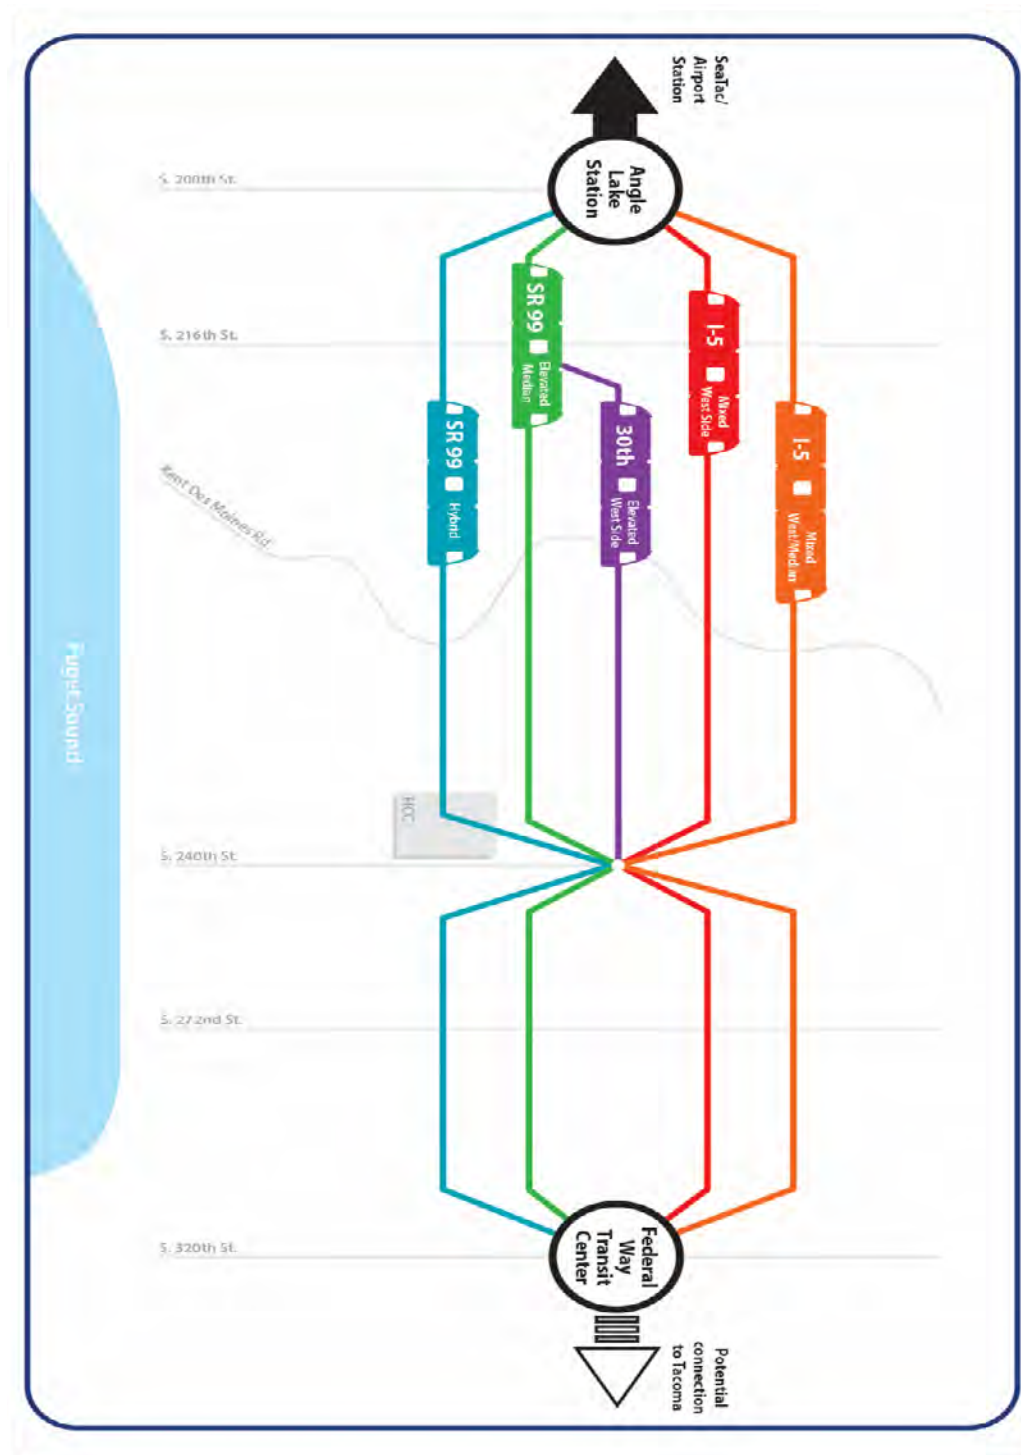 SeaTac/
Airport
Station
Angle
Lake
Station
S. 200th St.
S. 216th St.
SR 99
Elevated
Median
I-5
Mixed
West Side
SR 99
Hybrid
30th
Elevated
West Side
I-5
Mixed
West/Median
Kent Des Moines Rd.
Puget Sound
HCC
S. 240th St.
S. 272nd St.
S. 320th St.
Federal
Way
Transit
Center
Potential
connection
to Tacoma